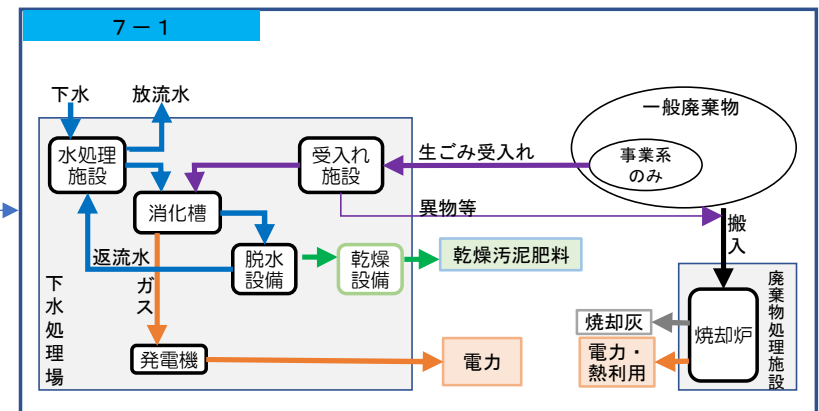 7－1
下水
放流水
一般廃棄物
水処理
施設
受入れ
施設
生ごみ受入れ
事業系
のみ
消化槽
異物等
搬
入
返流水
ガ
ス
脱水
設備
乾燥
設備
乾燥汚泥肥料
下
水
処
理
場
発電機
電力
焼却灰
電力・
熱利用
焼却炉
廃
棄
物
処
理
施
設